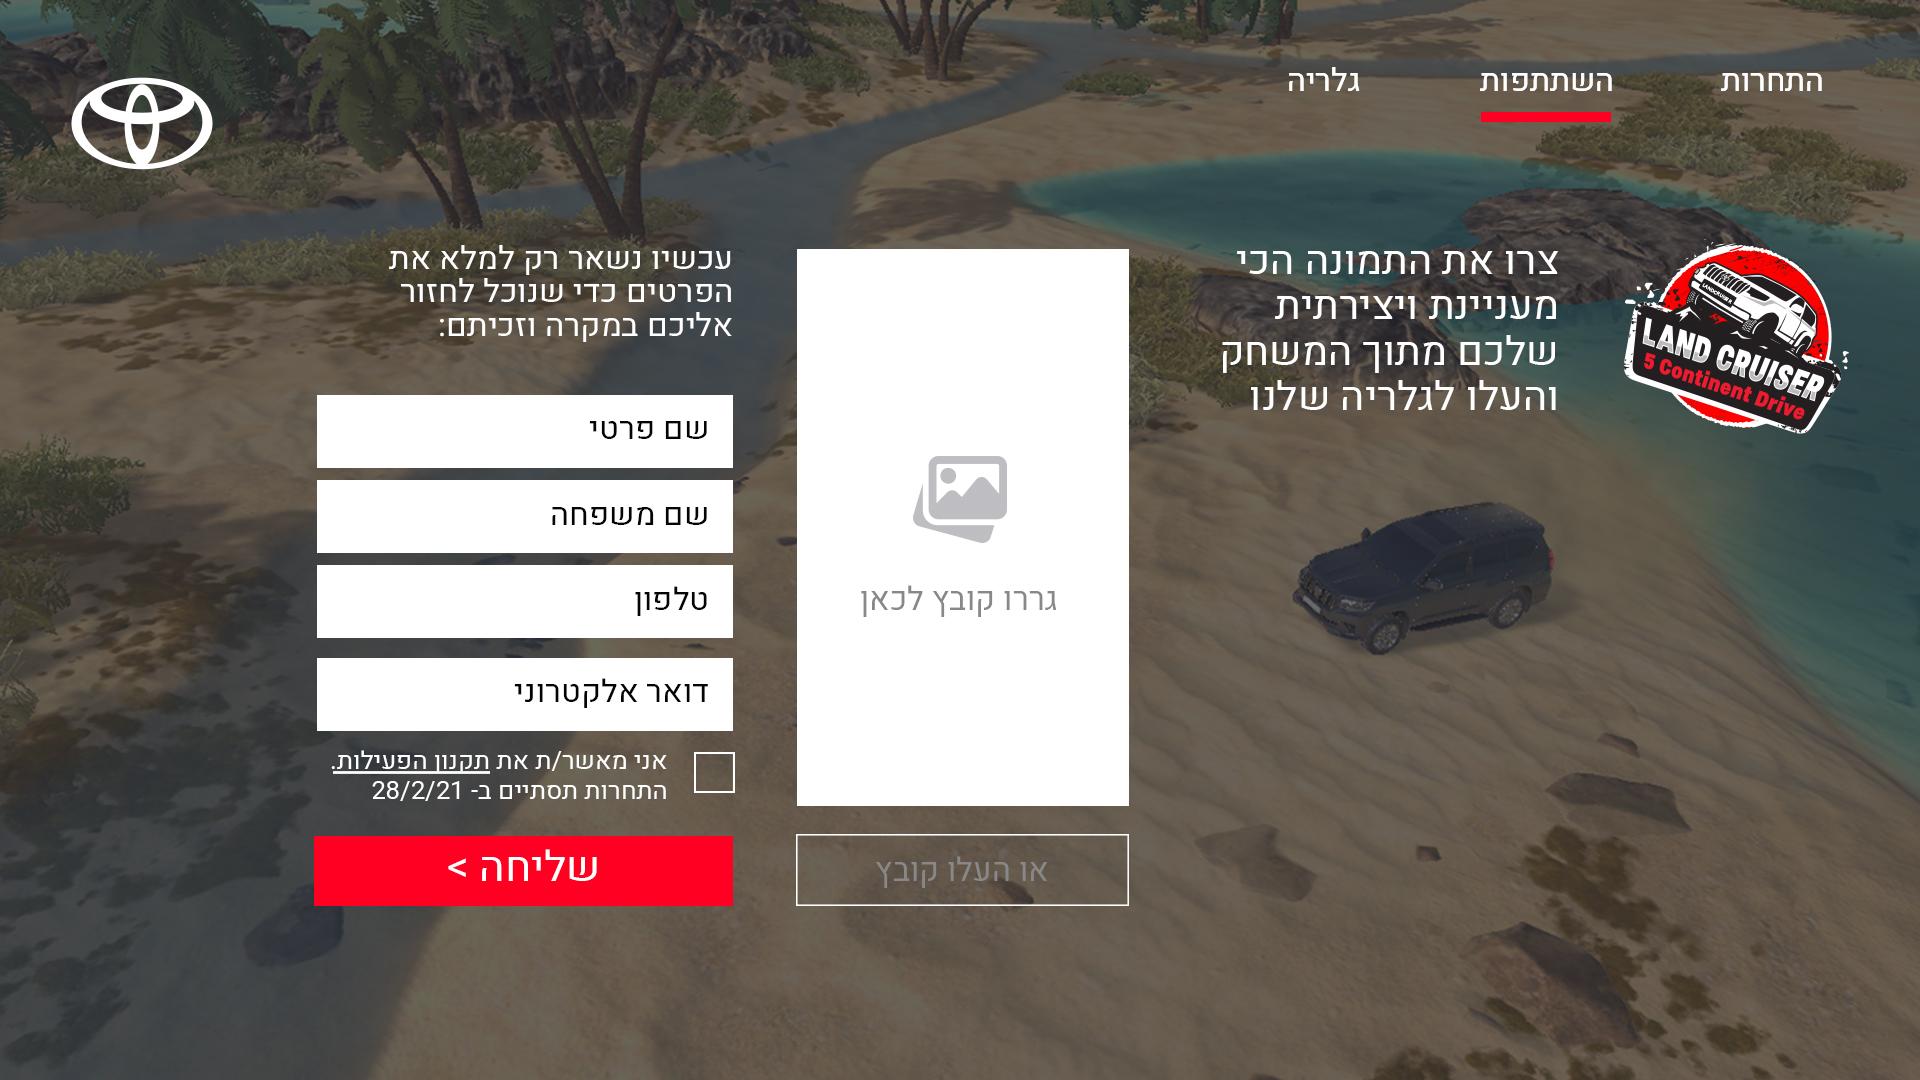 התחרות
השתתפות
גלריה
LANDCRUISER
LAND CRUISER
5 Continent Drive
צרו את התמונה הכי
מעניינת ויצירתית
שלכם מתוך המשחק
והעלו לגלריה שלנו
גררו קובץ לכאן
או העלו קובץ
עכשיו נשאר רק למלא את
הפרטים כדי שנוכל לחזור
אליכם במקרה וזכיתם:
שם פרטי
שם משפחה
טלפון
דואר אלקטרוני
אני מאשר/ת את תקנון הפעילות.
התחרות תסתיים ב- 28/2/21
שליחה >